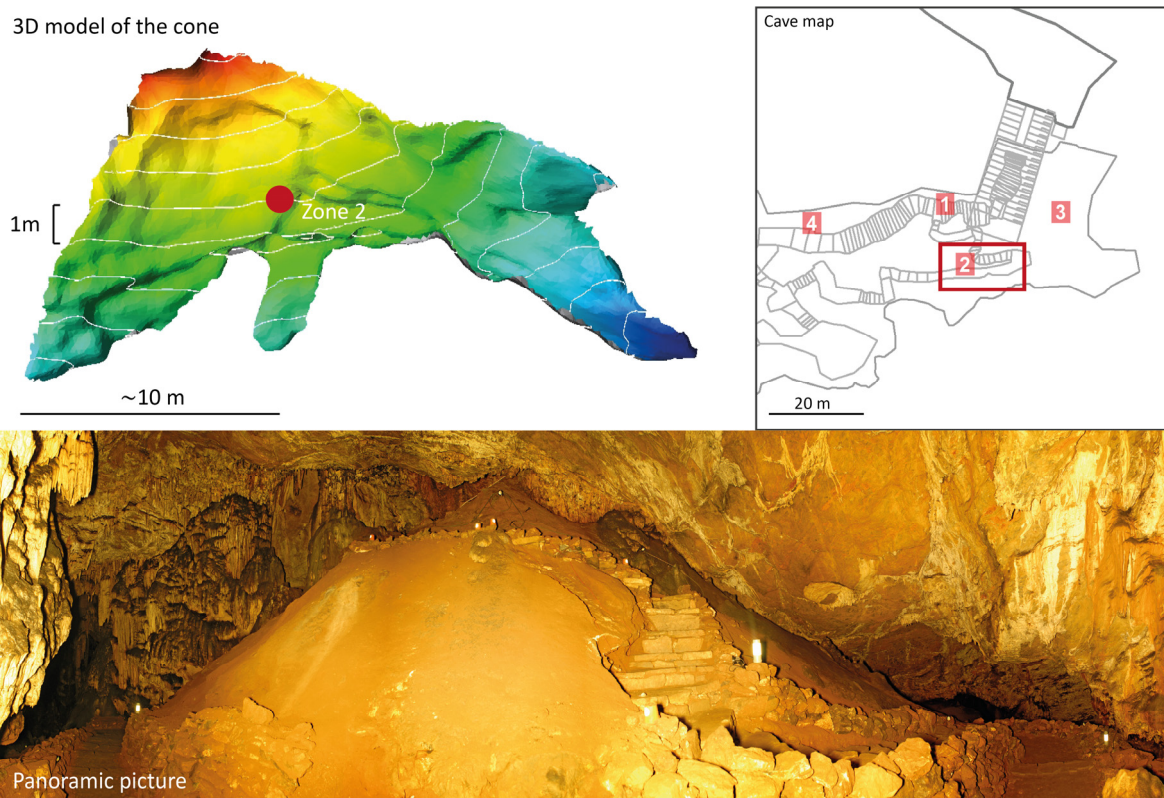 3D model of the cone
Zone 2
1m
~10 m
Cave map
1
2
3
4
20 m
Panoramic picture